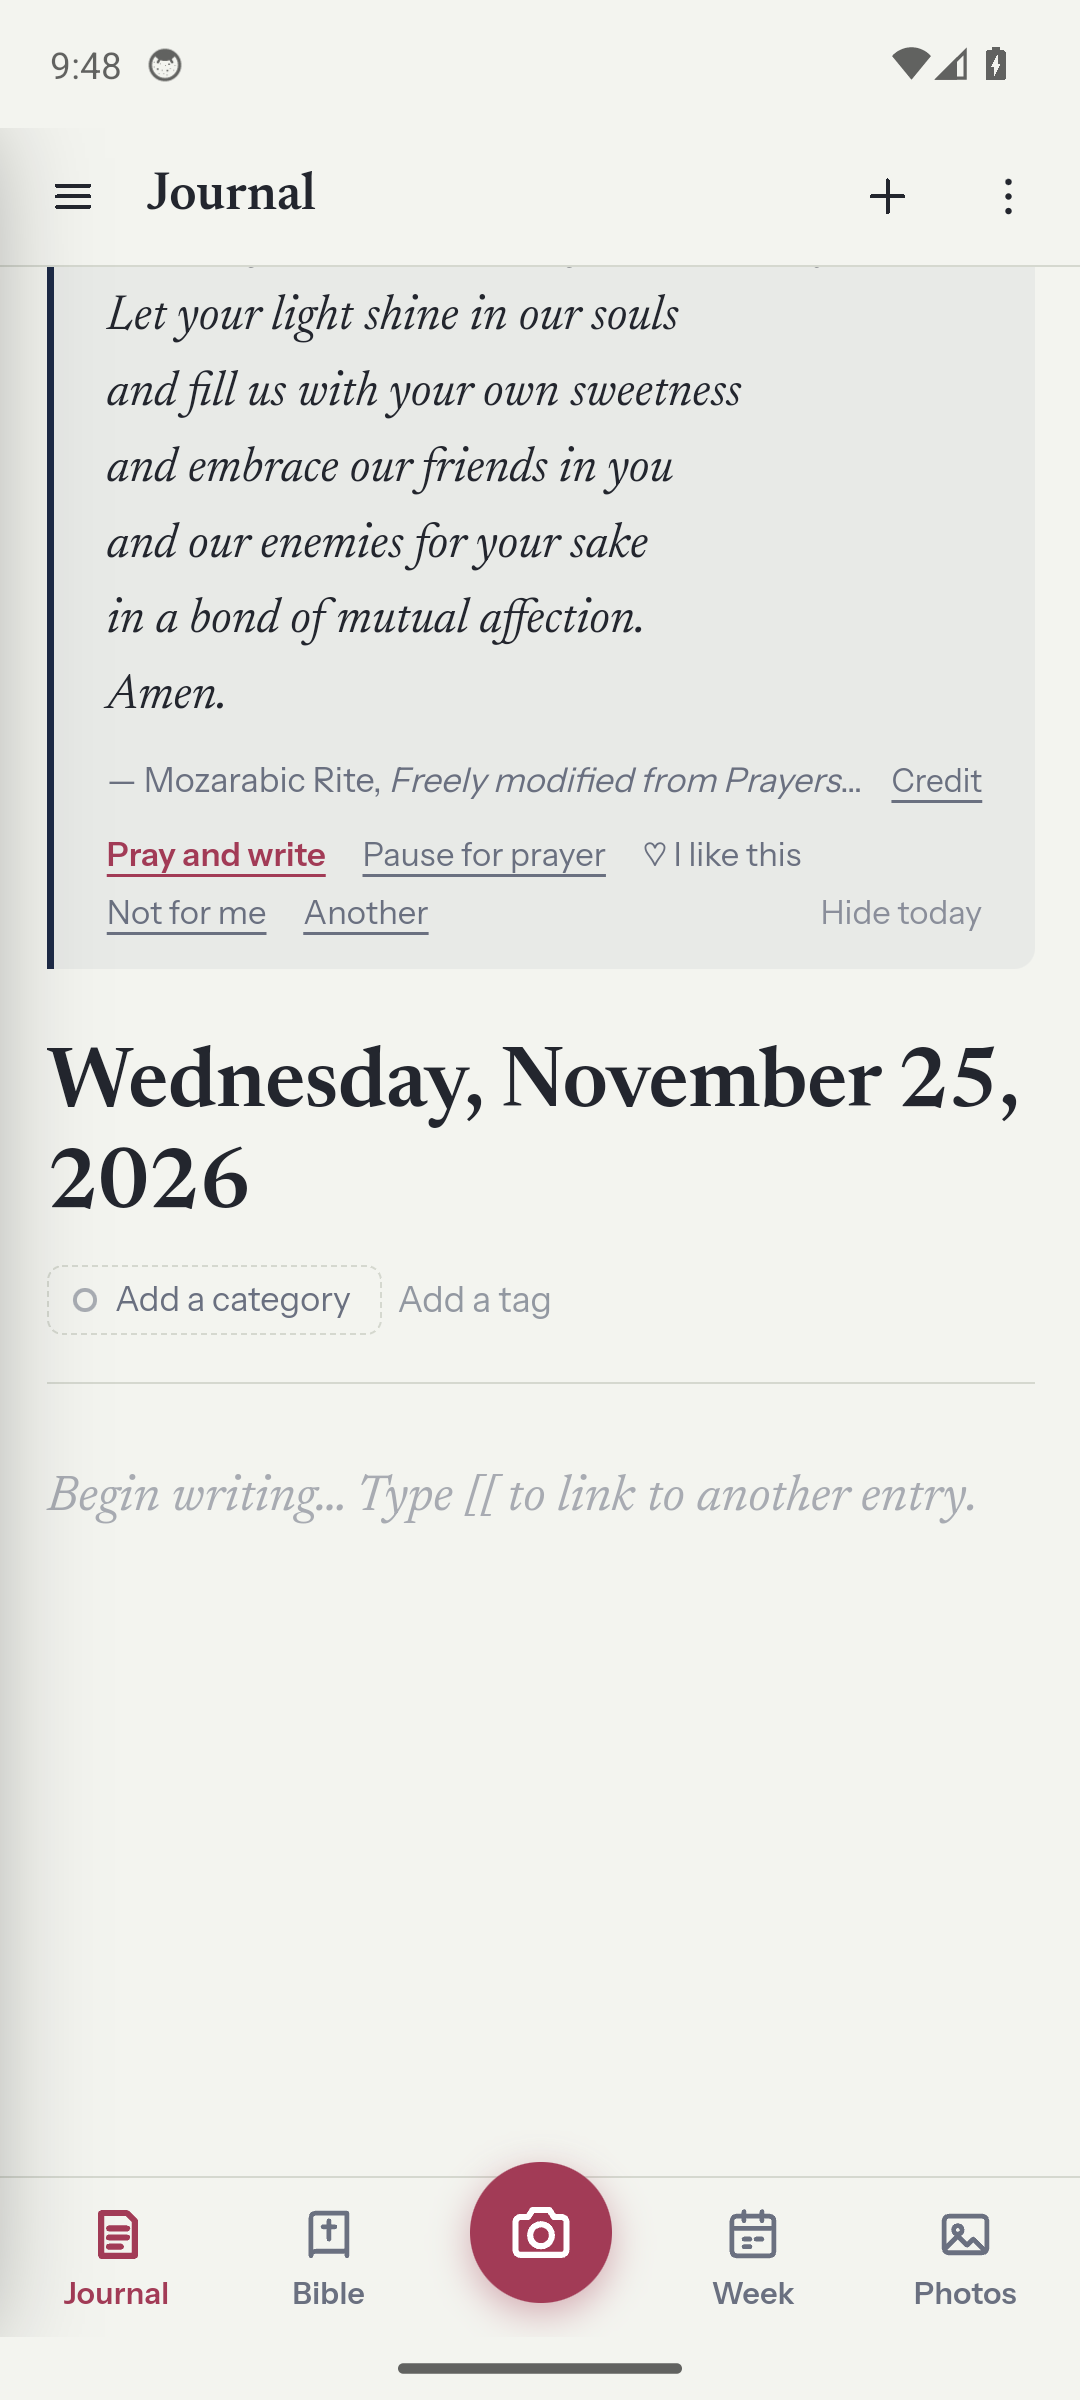 9:48
Journal
Let your light shine in our souls
and fill us with your own sweetness
and embrace our friends in you
and our enemies for your sake
in a bond of mutual affection.
Amen.
— Mozarabic Rite, Freely modified from Prayers... Credit
Pray and write Pause for prayer ♡ I like this
Not for me Another Hide today
Wednesday, November 25,
2026
Add a category Add a tag
Begin writing... Type [[ to link to another entry.
Journal Bible Week Photos